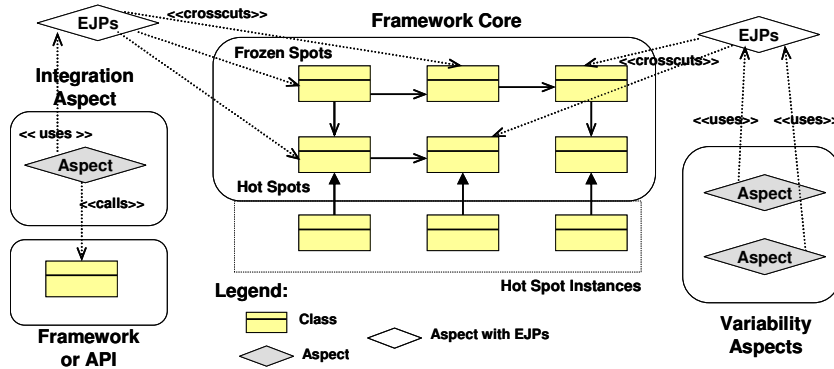 EJPs
<<crosscuts>>
Framework Core
EJPs
Frozen Spots
<<crosscuts>>
Integration
Aspect
<< uses >>
Aspect
<<calls>>
<<uses>>
<<uses>>
Hot Spots
Aspect
Aspect
Hot Spot Instances
Legend:
Class
Aspect
Aspect with EJPs
Framework
or API
Variability
Aspects